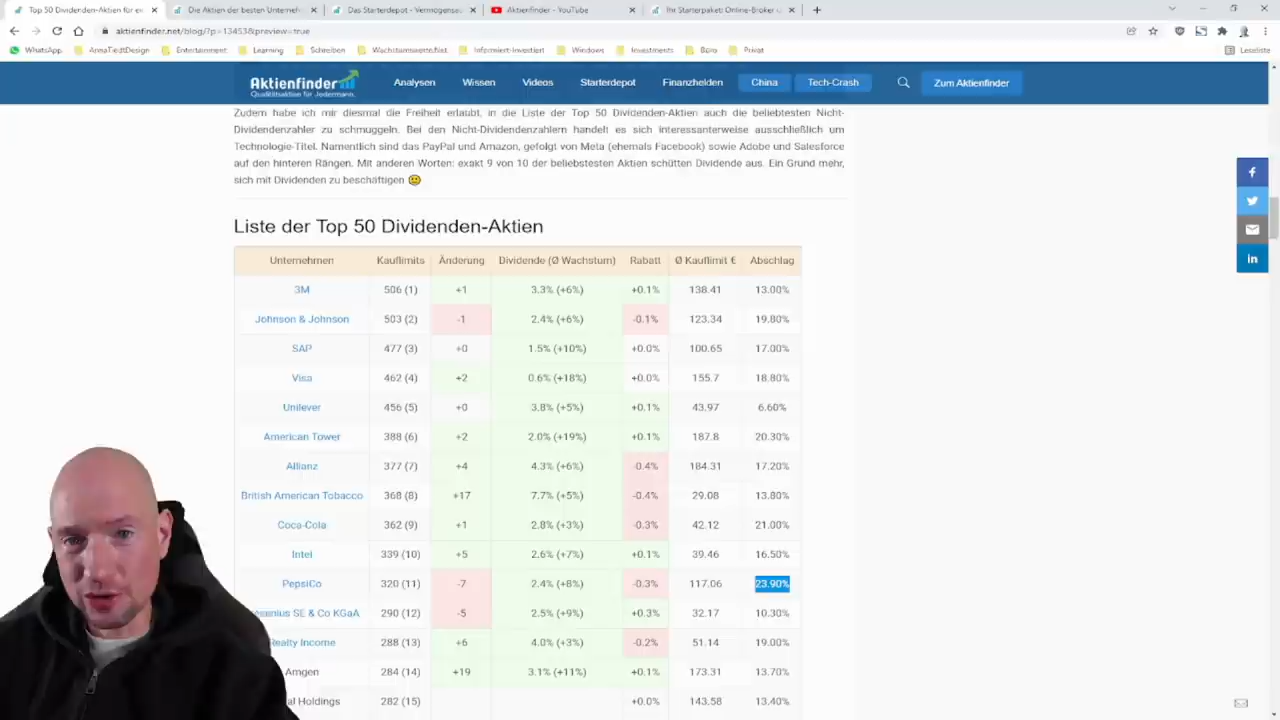 Top 50 Dividenden-Aktien für ex
Die Aktien der besten Unternehm
Das Starterdepot - Vermögensau
Aktienfinder - YouTube
Ihr Starterpaket: Online-Broker u
aktienfinder.net/blog/?p=134538&preview=true
WhatsApp
AnnaTiedtDesign
Entertainment
Learning
Schreiben
Wachstumswerte.Net
Informiert-Investiert
Windows
Investments
Büro
Privat
Leseliste
Aktienfinder
Qualitätsaktien für Jedermann.
Analysen
Wissen
Videos
Starterdepot
Finanzhelden
China
Tech-Crash
Zum Aktienfinder
Zudem habe ich mir diesmal die Freiheit erlaubt, in die Liste der Top 50 Dividenden-Aktien auch die beliebtesten Nicht-
Dividendenzahler zu schmuggeln. Bei den Nicht-Dividendenzahlern handelt es sich interessanterweise ausschließlich um
Technologie-Titel. Namentlich sind das PayPal und Amazon, gefolgt von Meta (ehemals Facebook) sowie Adobe und Salesforce
auf den hinteren Rängen. Mit anderen Worten: exakt 9 von 10 der beliebtesten Aktien schütten Dividende aus. Ein Grund mehr,
sich mit Dividenden zu beschäftigen
Liste der Top 50 Dividenden-Aktien
Unternehmen Kauflimits Änderung Dividende (Ø Wachstum) Rabatt Ø Kauflimit € Abschlag
3M 506 (1) +1 3.3% (+6%) +0.1% 138.41 13.00%
Johnson & Johnson 503 (2) -1 2.4% (+6%) -0.1% 123.34 19.80%
SAP 477 (3) +0 1.5% (+10%) +0.0% 100.65 17.00%
Visa 462 (4) +2 0.6% (+18%) +0.0% 155.7 18.80%
Unilever 456 (5) +0 3.8% (+5%) +0.1% 43.97 6.60%
American Tower 388 (6) +2 2.0% (+19%) +0.1% 187.8 20.30%
Allianz 377 (7) +4 4.3% (+6%) -0.4% 184.31 17.20%
British American Tobacco 368 (8) +17 7.7% (+5%) -0.4% 29.08 13.80%
Coca-Cola 362 (9) +1 2.8% (+3%) -0.3% 42.12 21.00%
Intel 339 (10) +5 2.6% (+7%) +0.1% 39.46 16.50%
PepsiCo 320 (11) -7 2.4% (+8%) -0.3% 117.06 23.90%
esenius SE & Co KGaA 290 (12) -5 2.5% (+9%) +0.3% 32.17 10.30%
Realty Income 288 (13) +6 4.0% (+3%) -0.2% 51.14 19.00%
Amgen 284 (14) +19 3.1% (+11%) +0.1% 173.31 13.70%
al Holdings 282 (15) +0.0% 143.58 13.40%